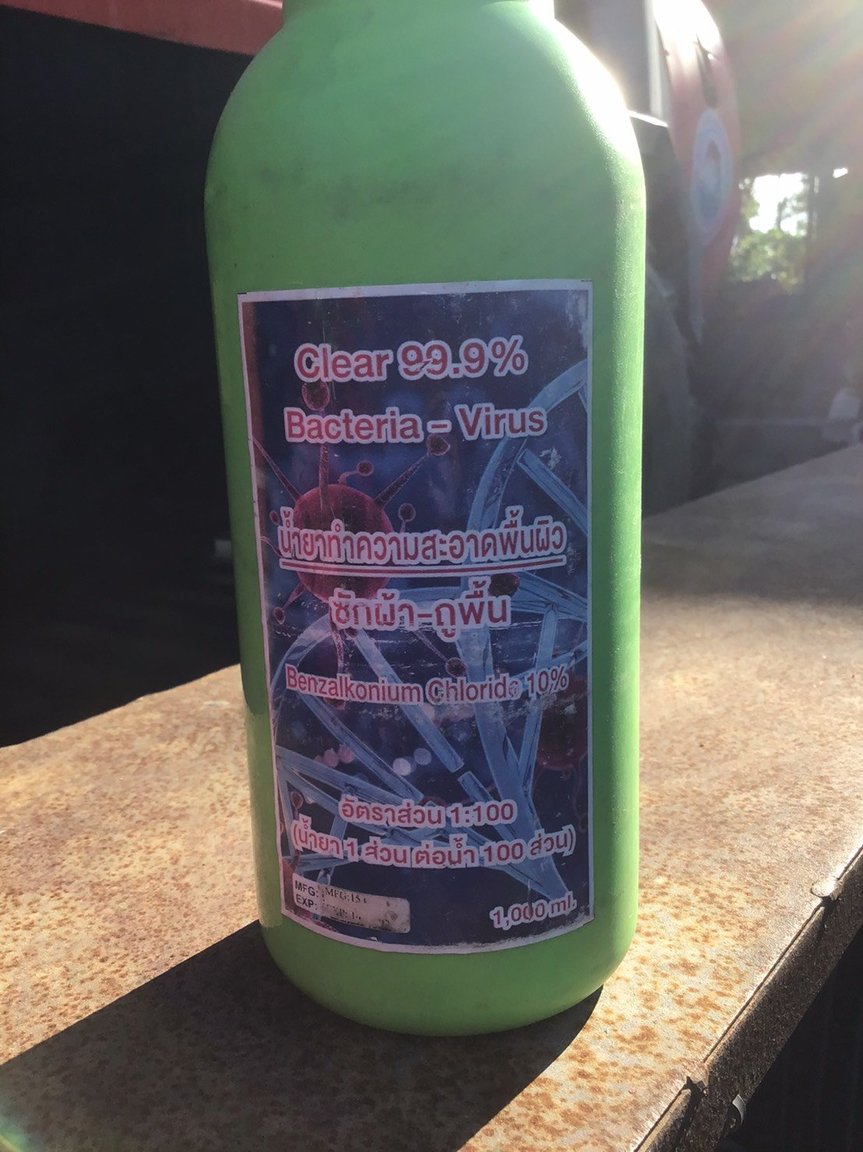 Clear 99.9%
Bacteria - Virus
น้ำยาทำความสะอาดพื้นผิว
ซักผ้า-ถูพื้น
Benzalkonium Chloride 10%
อัตราส่วน 1:100
(น้ำยา 1 ส่วน ต่อน้ำ 100 ส่วน)
MFG:
EXP:
1,000 ml.